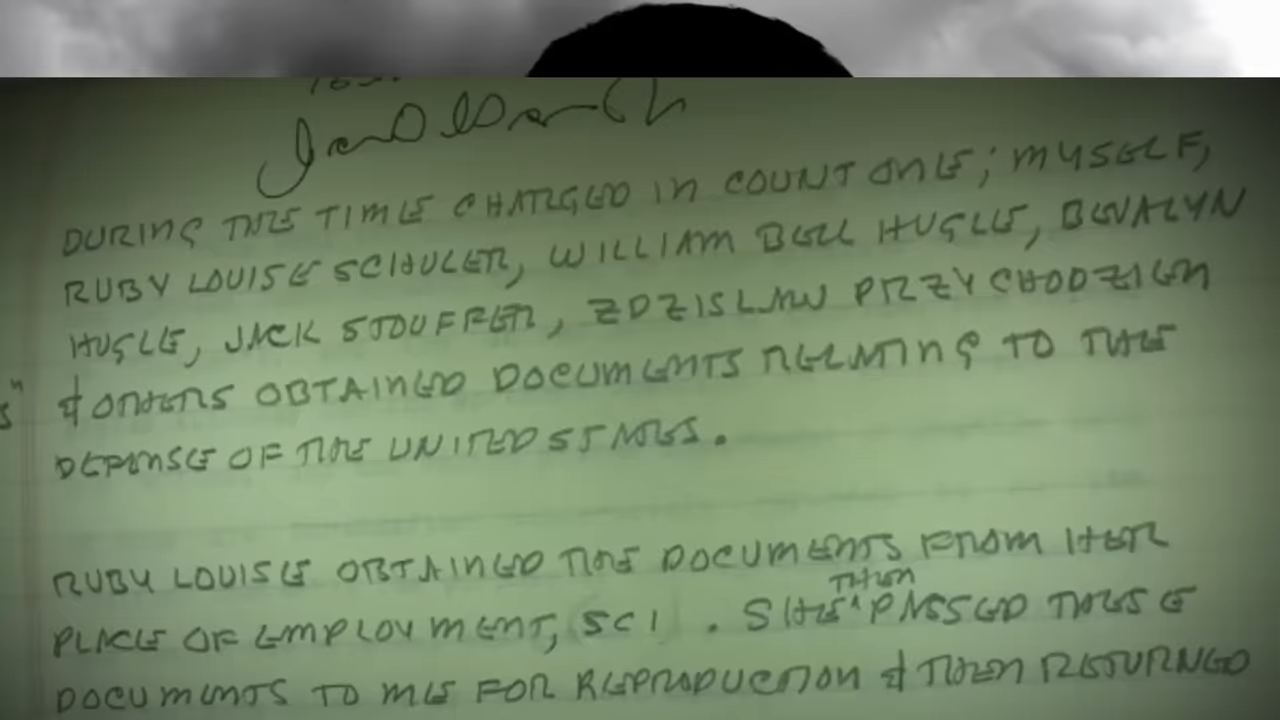 DURING THE TIME CHARGED IN COUNT ONE; MYSELF,
RUBY LOUISE SCHULER, WILLIAM BELL HUGLE, BEVALYN
HUGLE, JACK STOUFFER, ZDZISLAW PRZYCHODZIEN
& OTHERS OBTAINED DOCUMENTS RELATING TO THE
DEFENSE OF THE UNITED STATES.
RUBY LOUISE OBTAINED THE DOCUMENTS FROM HER
THEN
PLACE OF EMPLOYMENT, SCI . SHE ^ PASSED THESE
DOCUMENTS TO ME FOR REPRODUCTION & THEN RETURNED